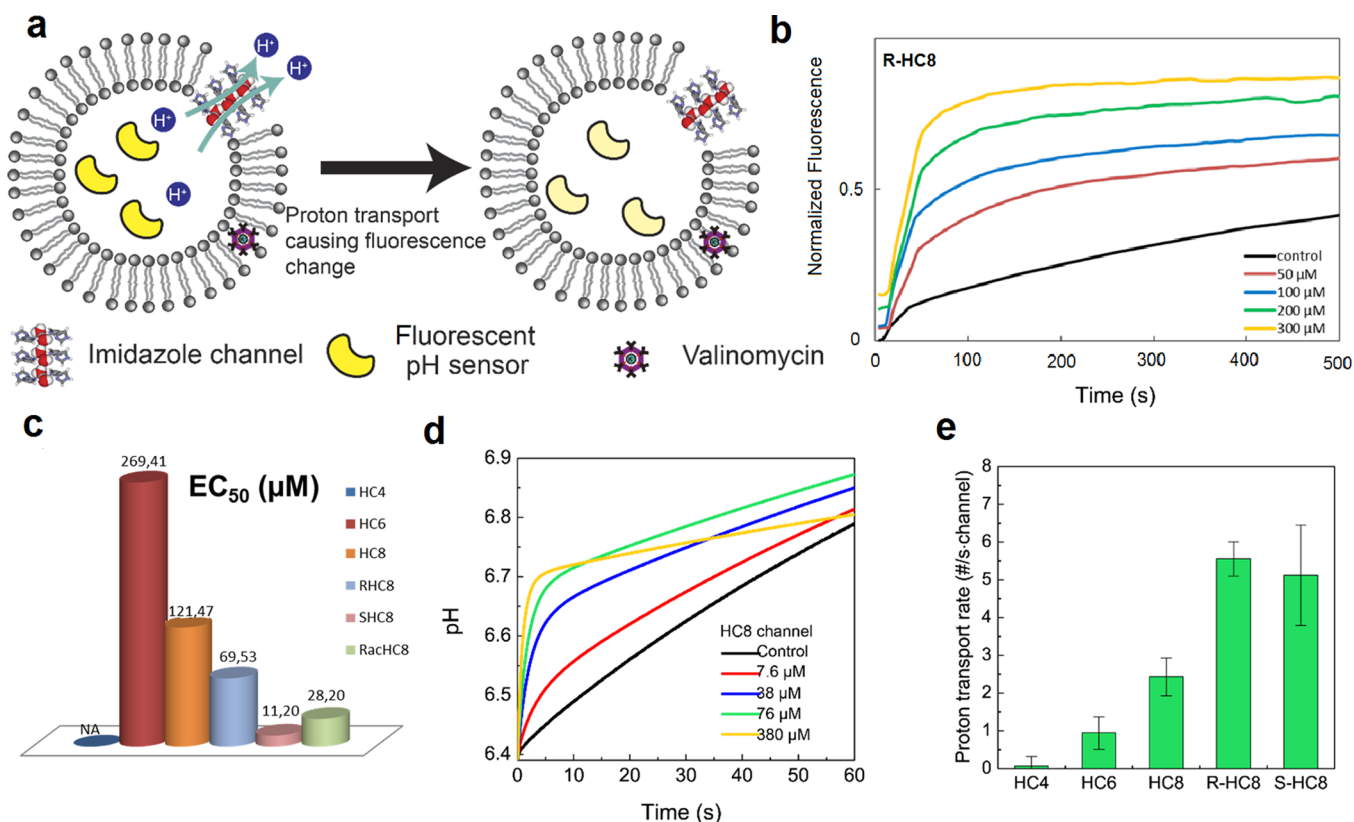 a
H⁺
H⁺
H⁺
H⁺
Proton transport
causing fluorescence
change
Imidazole channel
Fluorescent
pH sensor
Valinomycin
b
R-HC8
Normalized Fluorescence
0.5
0
control
50 µM
100 µM
200 µM
300 µM
0 100 200 300 400 500
Time (s)
c
EC₅₀ (µM)
NA
269,41
121,47
69,53
11,20
28,20
HC4
HC6
HC8
RHC8
SHC8
RacHC8
d
pH
6.9
6.8
6.7
6.6
6.5
6.4
HC8 channel
Control
7.6 µM
38 µM
76 µM
380 µM
0 10 20 30 40 50 60
Time (s)
e
Proton transport rate (#/s·channel)
8
7
6
5
4
3
2
1
0
HC4 HC6 HC8 R-HC8 S-HC8